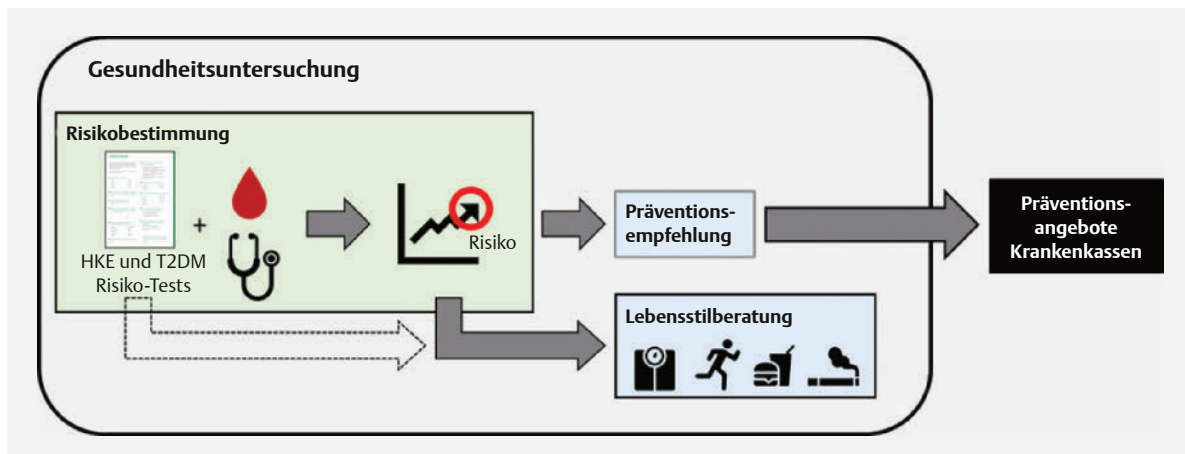 Gesundheitsuntersuchung
Risikobestimmung
+
HKE und T2DM
Risiko-Tests
Risiko
Präventions-
empfehlung
Lebensstilberatung
Präventions-
angebote
Krankenkassen